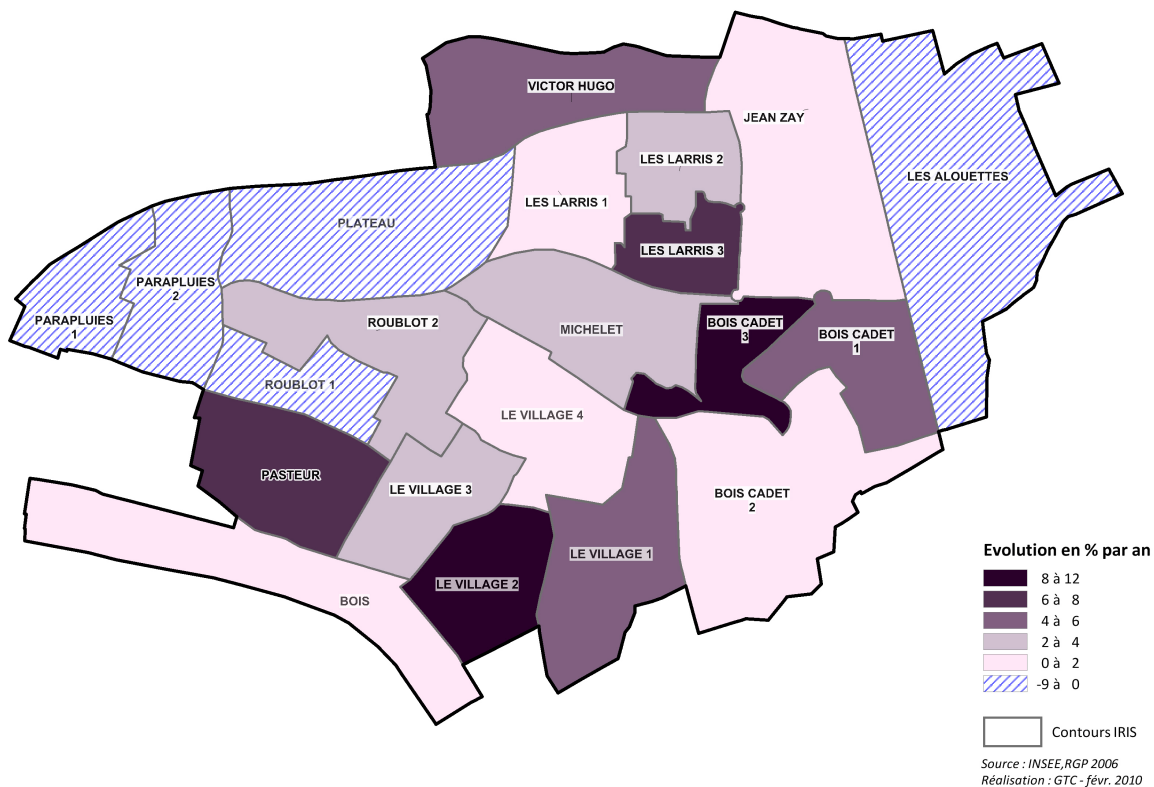 VICTOR HUGO
JEAN ZAY
LES LARRIS 2
LES ALOUETTES
LES LARRIS 1
PLATEAU
LES LARRIS 3
PARAPLUIES
2
PARAPLUIES
1
ROUBLOT 2
MICHELET
BOIS CADET
3
BOIS CADET
1
ROUBLOT 1
LE VILLAGE 4
PASTEUR
LE VILLAGE 3
BOIS CADET
2
LE VILLAGE 1
LE VILLAGE 2
BOIS
Evolution en % par an
8 à 12
6 à 8
4 à 6
2 à 4
0 à 2
-9 à 0
Contours IRIS
Source : INSEE,RGP 2006
Réalisation : GTC - févr. 2010